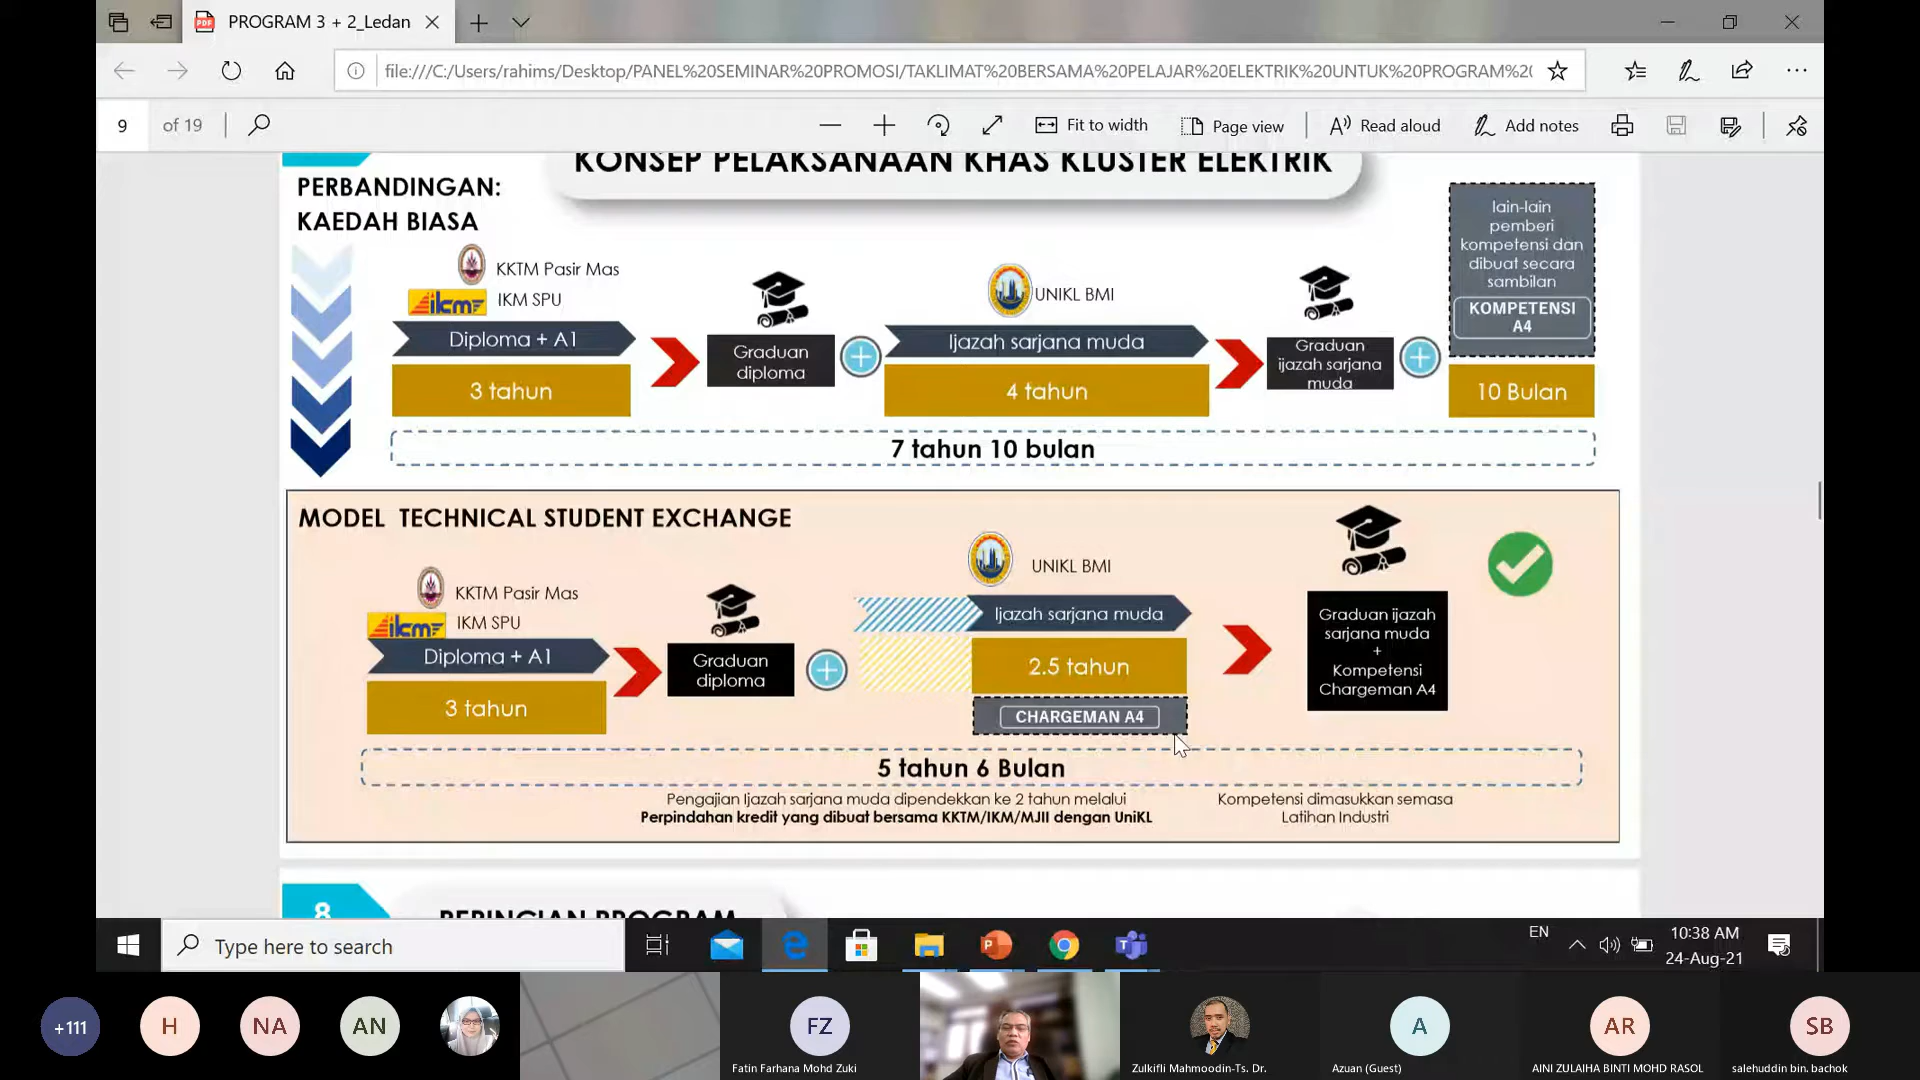 PROGRAM 3 + 2_Ledan
file:///C:/Users/rahims/Desktop/PANEL%20SEMINAR%20PROMOSI/TAKLIMAT%20BERSAMA%20PELAJAR%20ELEKTRIK%20UNTUK%20PROGRAM%20
9 of 19
Fit to width
Page view
Read aloud
Add notes
KONSEP PELAKSANAAN KHAS KLUSTER ELEKTRIK
PERBANDINGAN:
KAEDAH BIASA
KKTM Pasir Mas
ikm
IKM SPU
Diploma + A1
3 tahun
Graduan
diploma
UNIKL BMI
Ijazah sarjana muda
4 tahun
Graduan
ijazah sarjana
muda
lain-lain
pemberi
kompetensi dan
dibuat secara
sambilan
KOMPETENSI
A4
10 Bulan
7 tahun 10 bulan
MODEL TECHNICAL STUDENT EXCHANGE
KKTM Pasir Mas
ikm
IKM SPU
Diploma + A1
3 tahun
Graduan
diploma
UNIKL BMI
Ijazah sarjana muda
2.5 tahun
CHARGEMAN A4
Graduan ijazah
sarjana muda
+
Kompetensi
Chargeman A4
5 tahun 6 Bulan
Pengajian Ijazah sarjana muda dipendekkan ke 2 tahun melalui
Perpindahan kredit yang dibuat bersama KKTM/IKM/MJII dengan UniKL
Kompetensi dimasukkan semasa
Latihan Industri
8
PERINCIAN PROGRAM
Type here to search
EN
10:38 AM
24-Aug-21
+111
H
NA
AN
FZ
Fatin Farhana Mohd Zuki
Zulkifli Mahmoodin-Ts. Dr.
A
Azuan (Guest)
AR
AINI ZULAIHA BINTI MOHD RASOL
SB
salehuddin bin. bachok